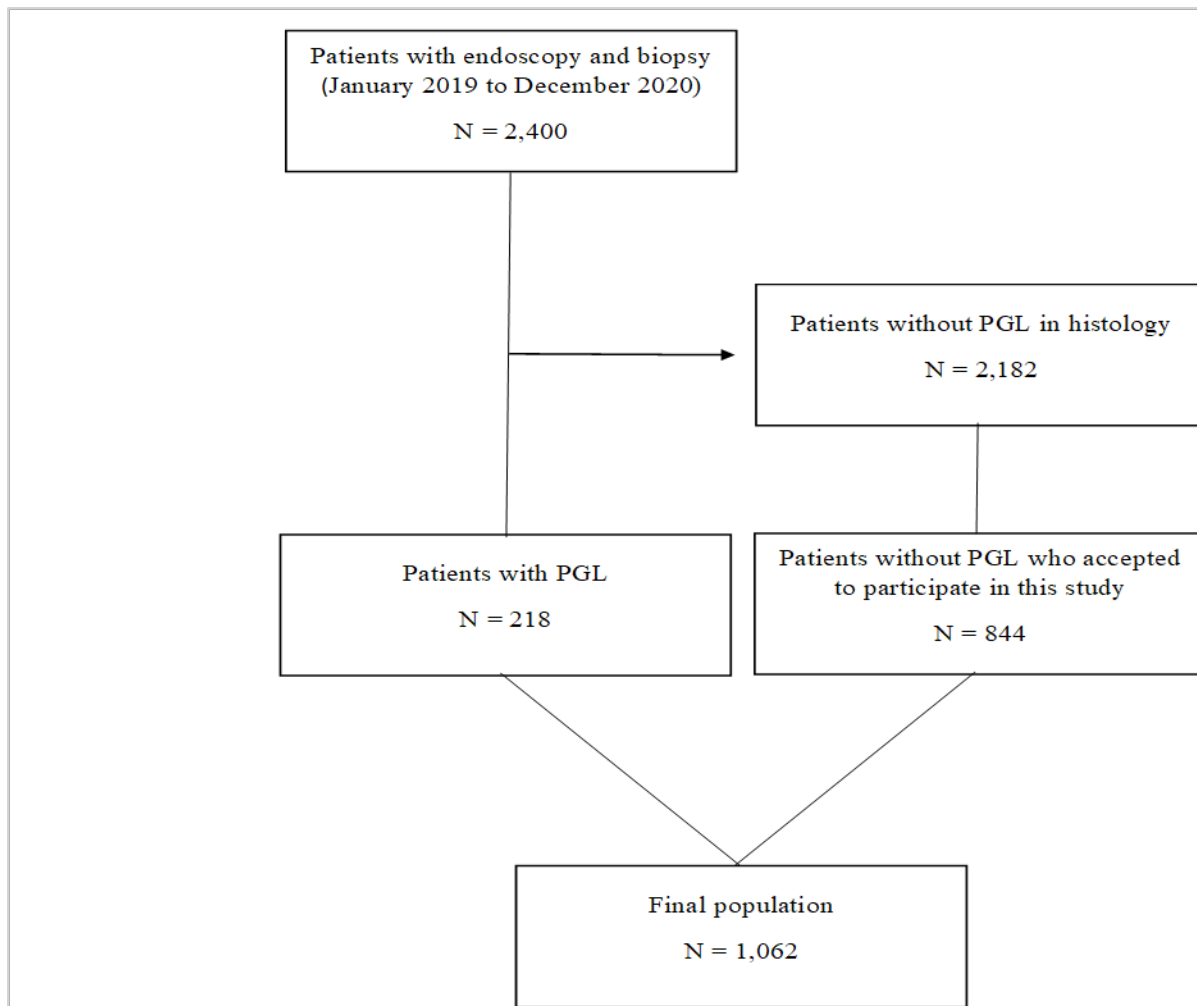 Patients with endoscopy and biopsy
(January 2019 to December 2020)
N = 2,400
Patients without PGL in histology
N = 2,182
Patients with PGL
N = 218
Patients without PGL who accepted
to participate in this study
N = 844
Final population
N = 1,062